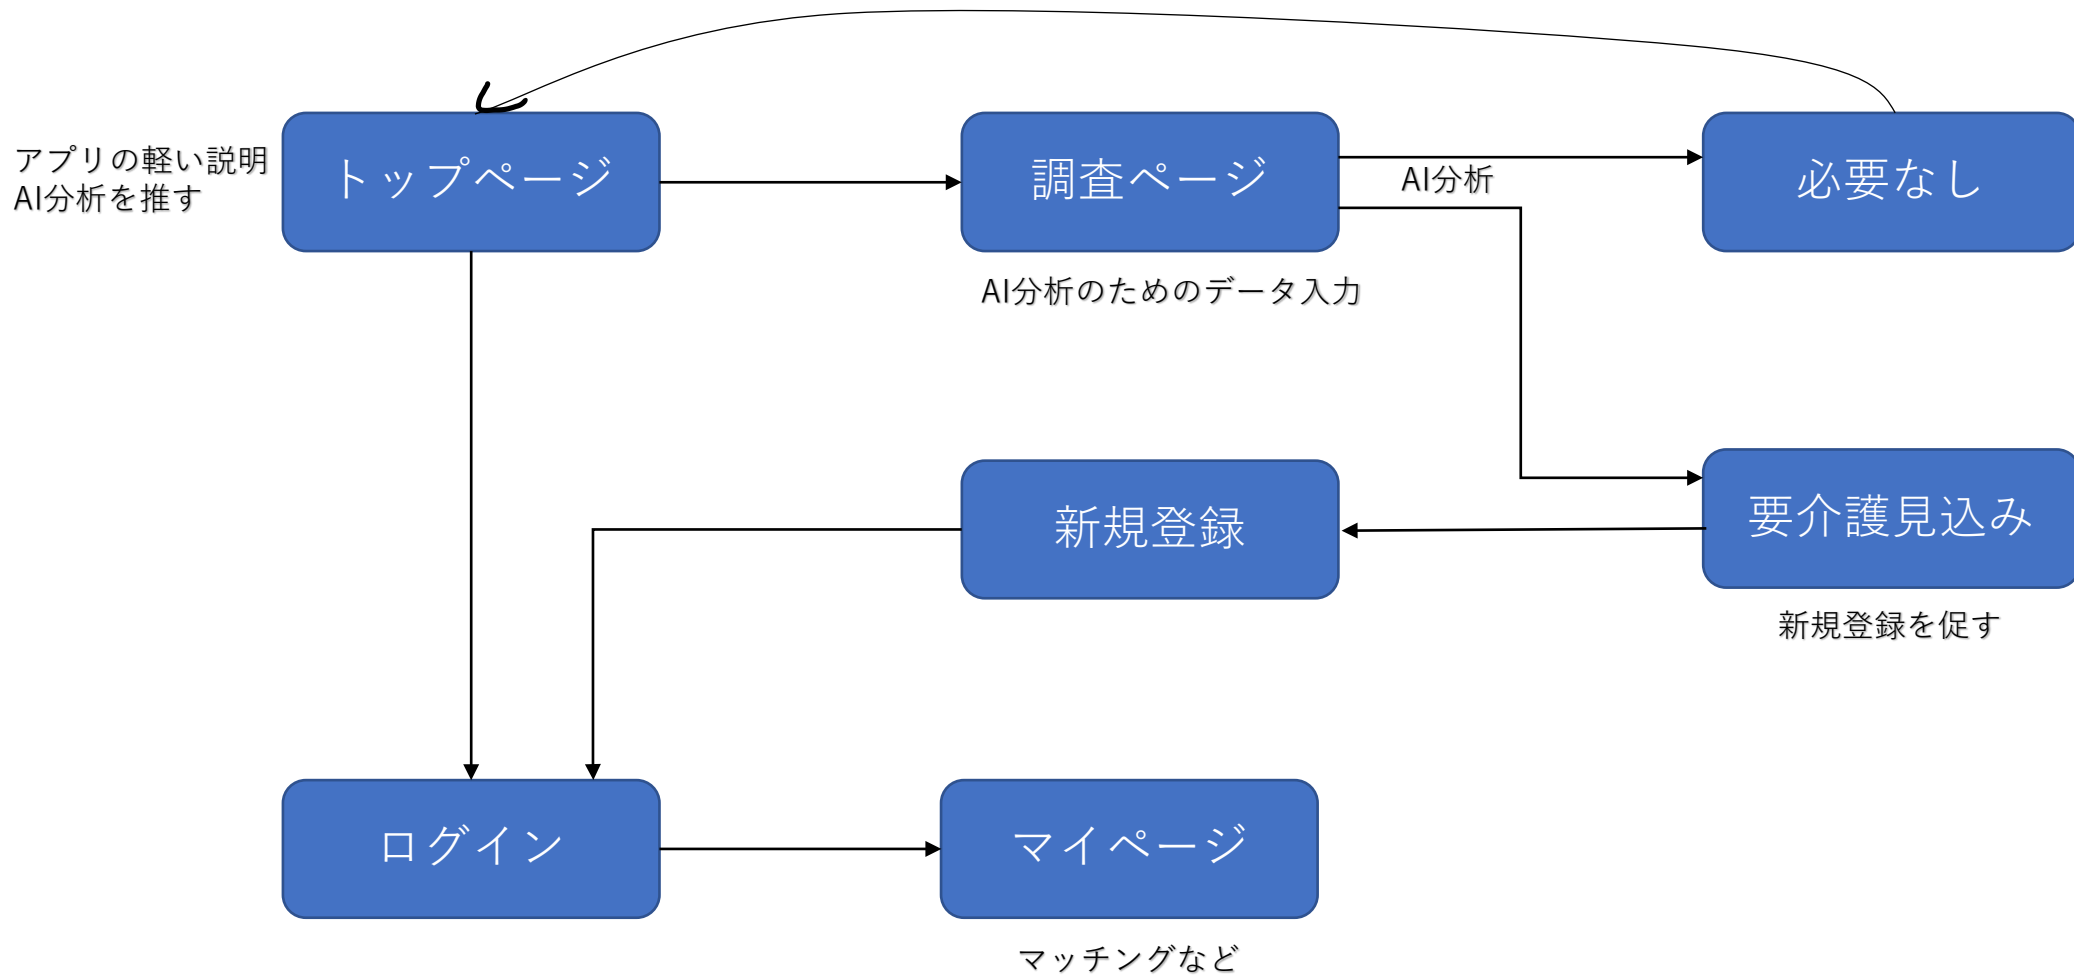 アプリの軽い説明
AI分析を推す
トップページ
調査ページ
AI分析
必要なし
AI分析のためのデータ入力
新規登録
要介護見込み
新規登録を促す
ログイン
マイページ
マッチングなど